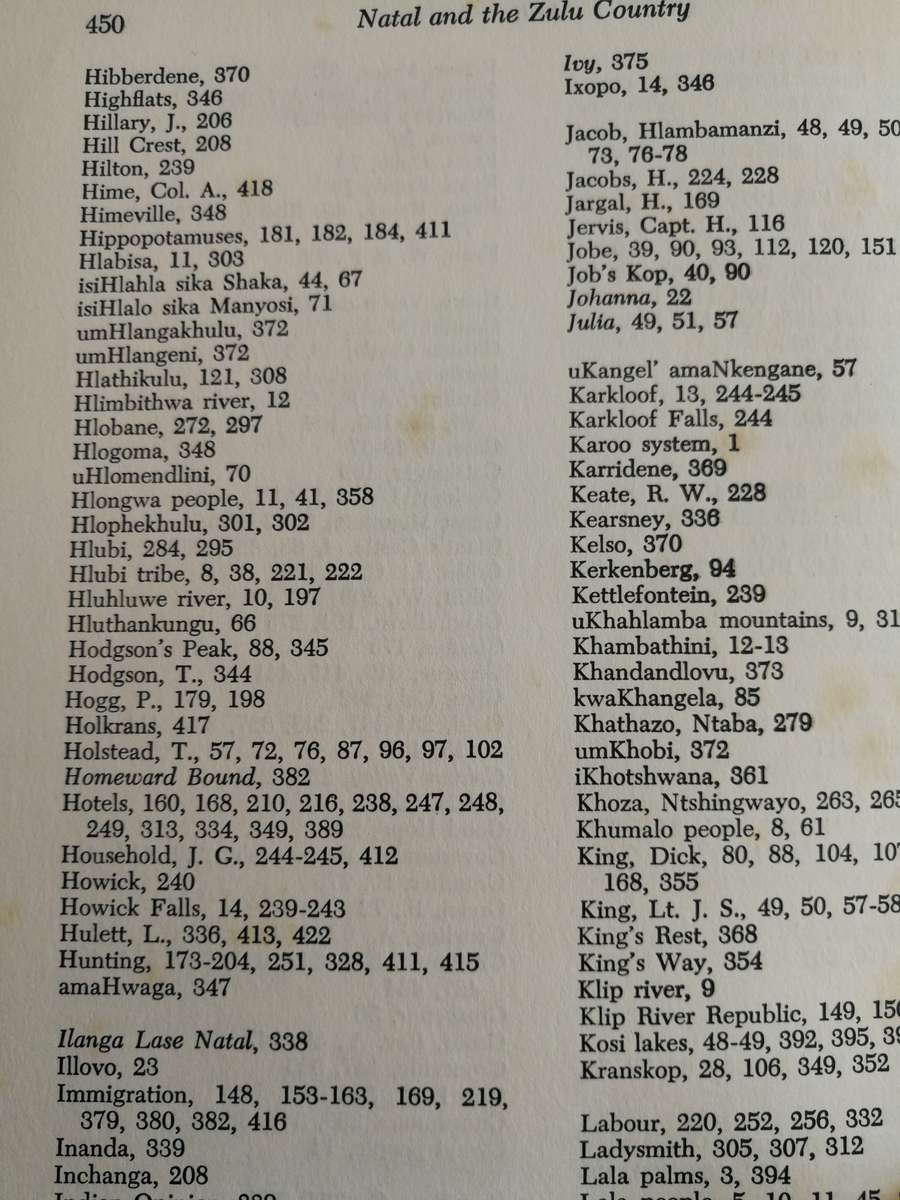 450
Natal and the Zulu Country
Hibberdene, 370
Highflats, 346
Hillary, J., 206
Hill Crest, 208
Hilton, 239
Hime, Col. A., 418
Himeville, 348
Hippopotamuses, 181, 182, 184, 411
Hlabisa, 11, 303
isiHlahla sika Shaka, 44, 67
isiHlalo sika Manyosi, 71
umHlangakhulu, 372
umHlangeni, 372
Hlathikulu, 121, 308
Hlimbithwa river, 12
Hlobane, 272, 297
Hlogoma, 348
uHlomendlini, 70
Hlongwa people, 11, 41, 358
Hlophekhulu, 301, 302
Hlubi, 284, 295
Hlubi tribe, 8, 38, 221, 222
Hluhluwe river, 10, 197
Hluthankungu, 66
Hodgson's Peak, 88, 345
Hodgson, T., 344
Hogg, P., 179, 198
Holkrans, 417
Holstead, T., 57, 72, 76, 87, 96, 97, 102
Homeward Bound, 382
Hotels, 160, 168, 210, 216, 238, 247, 248,
249, 313, 334, 349, 389
Household, J. G., 244-245, 412
Howick, 240
Howick Falls, 14, 239-243
Hulett, L., 336, 413, 422
Hunting, 173-204, 251, 328, 411, 415
amaHwaga, 347
Ilanga Lase Natal, 338
Illovo, 23
Immigration, 148, 153-163, 169, 219,
379, 380, 382, 416
Inanda, 339
Inchanga, 208
Ivy, 375
Ixopo, 14, 346
Jacob, Hlambamanzi, 48, 49, 50
73, 76-78
Jacobs, H., 224, 228
Jargal, H., 169
Jervis, Capt. H., 116
Jobe, 39, 90, 93, 112, 120, 151
Job's Kop, 40, 90
Johanna, 22
Julia, 49, 51, 57
uKangel' amaNkengane, 57
Karkloof, 13, 244-245
Karkloof Falls, 244
Karoo system, 1
Karridene, 369
Keate, R. W., 228
Kearsney, 336
Kelso, 370
Kerkenberg, 94
Kettlefontein, 239
uKhahlamba mountains, 9, 31
Khambathini, 12-13
Khandandlovu, 373
kwaKhangela, 85
Khathazo, Ntaba, 279
umKhobi, 372
iKhotshwana, 361
Khoza, Ntshingwayo, 263,
Khumalo people, 8, 61
King, Dick, 80, 88, 104,
168, 355
King, Lt. J. S., 49, 50, 57-58
King's Rest, 368
King's Way, 354
Klip river, 9
Klip River Republic, 149,
Kosi lakes, 48-49, 392, 395,
Kranskop, 28, 106, 349, 352
Labour, 220, 252, 256, 332
Ladysmith, 305, 307, 312
Lala palms, 3, 394